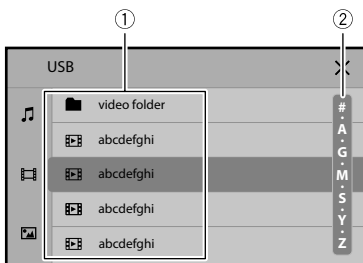 ① ②
USB
video folder
abcdefghi
abcdefghi
abcdefghi
abcdefghi
#
·
A
·
G
·
M
·
S
·
Y
·
Z